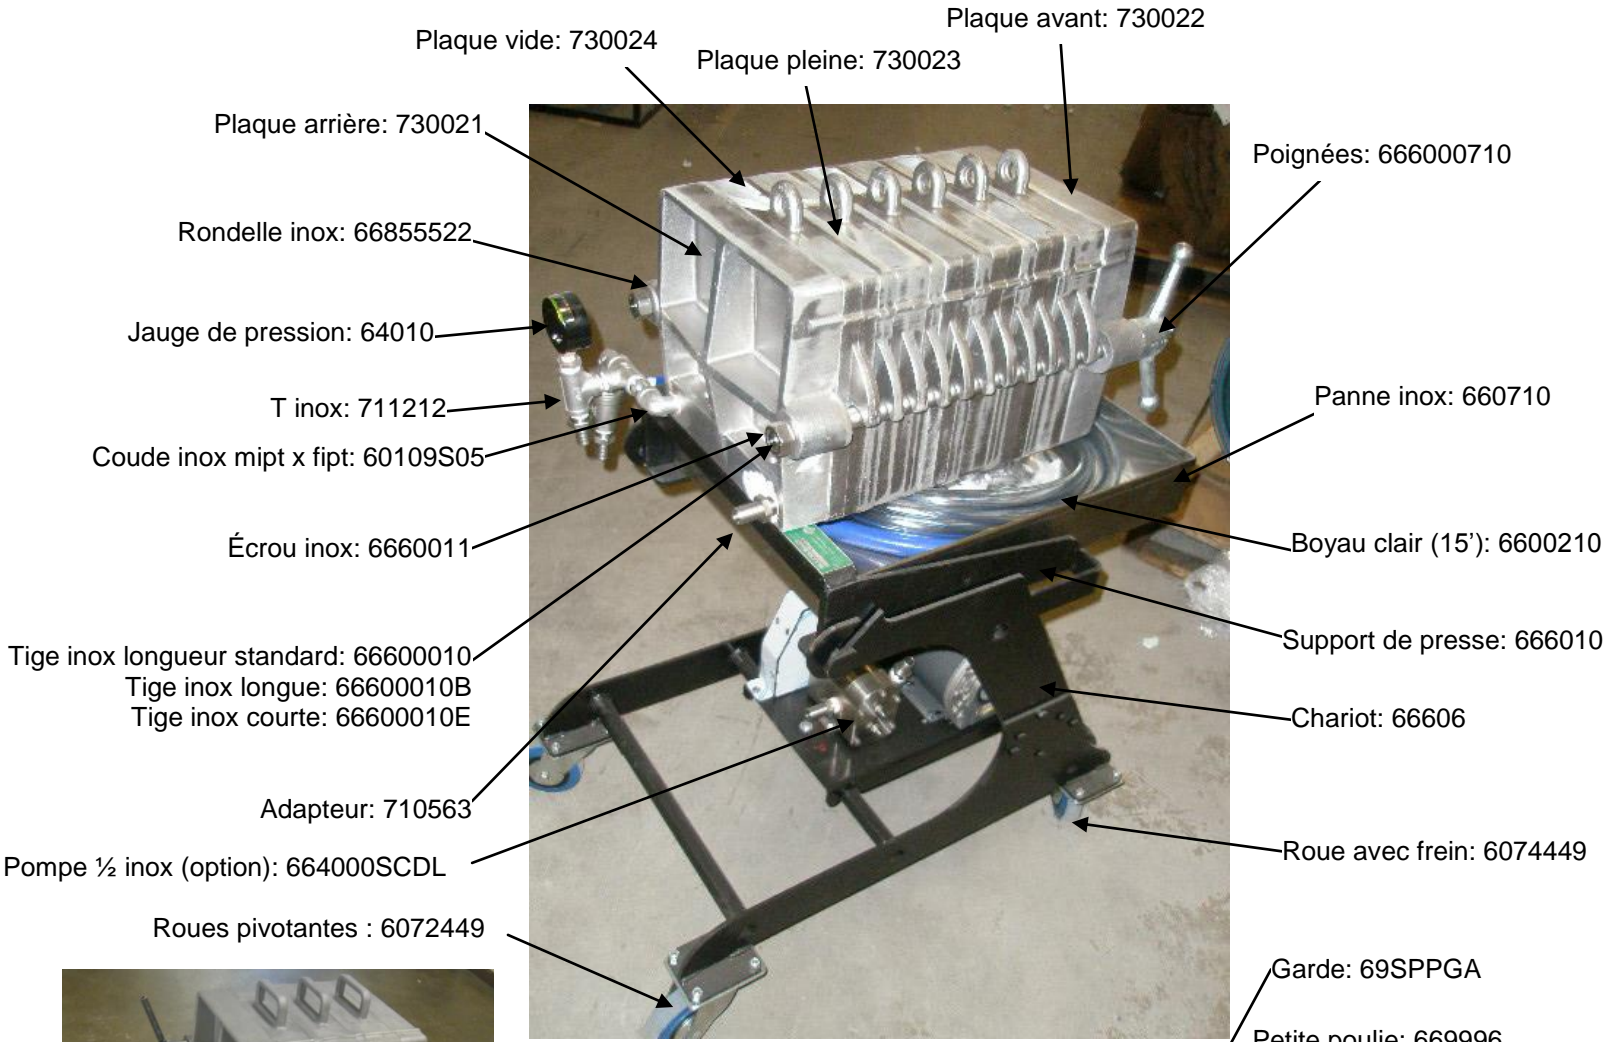 Plaque avant: 730022
Plaque vide: 730024
Plaque pleine: 730023
Plaque arrière: 730021
Poignées: 666000710
Rondelle inox: 66855522
Jauge de pression: 64010
T inox: 711212
Panne inox: 660710
Coude inox mipt x fipt: 60109S05
Écrou inox: 6660011
Boyau clair (15’): 6600210
Support de presse: 666010
Tige inox longueur standard: 66600010
Tige inox longue: 66600010B
Tige inox courte: 66600010E
Chariot: 66606
Adapteur: 710563
Roue avec frein: 6074449
Pompe ½ inox (option): 664000SCDL
Roues pivotantes : 6072449
Garde: 69SPPGA
Petite poulie: 669996